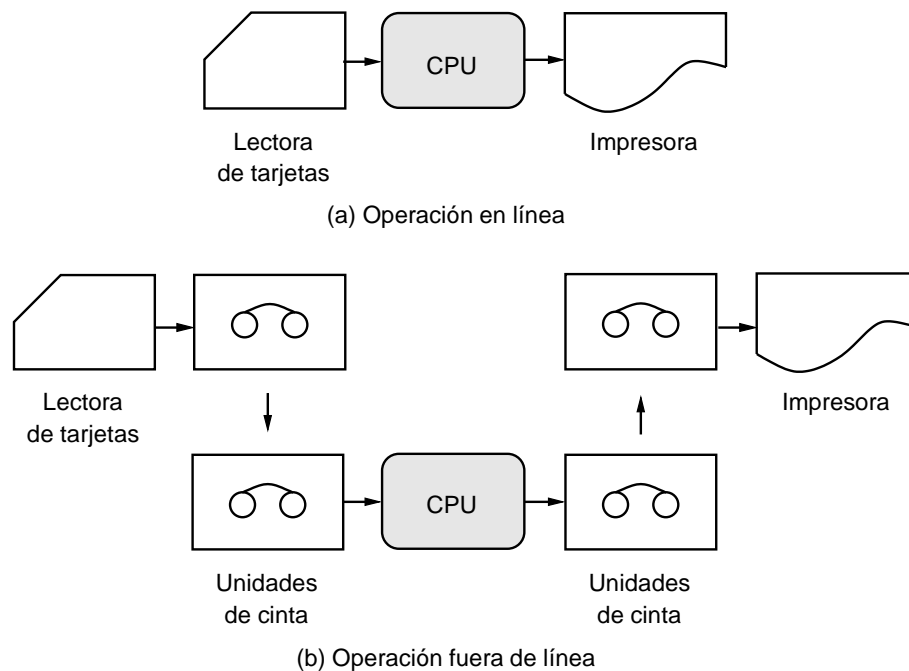 CPU
Lectora
de tarjetas
Impresora
(a) Operación en línea
Lectora
de tarjetas
Impresora
CPU
Unidades
de cinta
Unidades
de cinta
(b) Operación fuera de línea